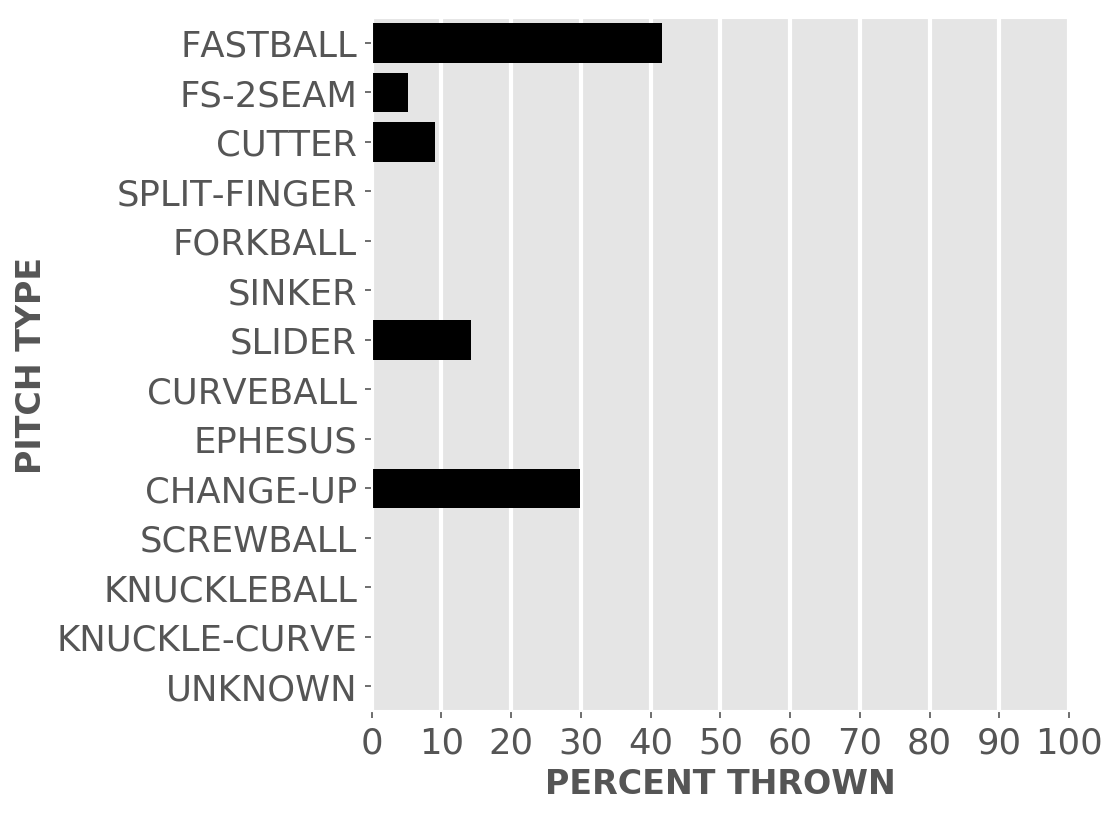 FASTBALL
FS-2SEAM
CUTTER
SPLIT-FINGER
FORKBALL
SINKER
SLIDER
CURVEBALL
EPHESUS
CHANGE-UP
SCREWBALL
KNUCKLEBALL
KNUCKLE-CURVE
UNKNOWN
PITCH TYPE
0 10 20 30 40 50 60 70 80 90 100
PERCENT THROWN